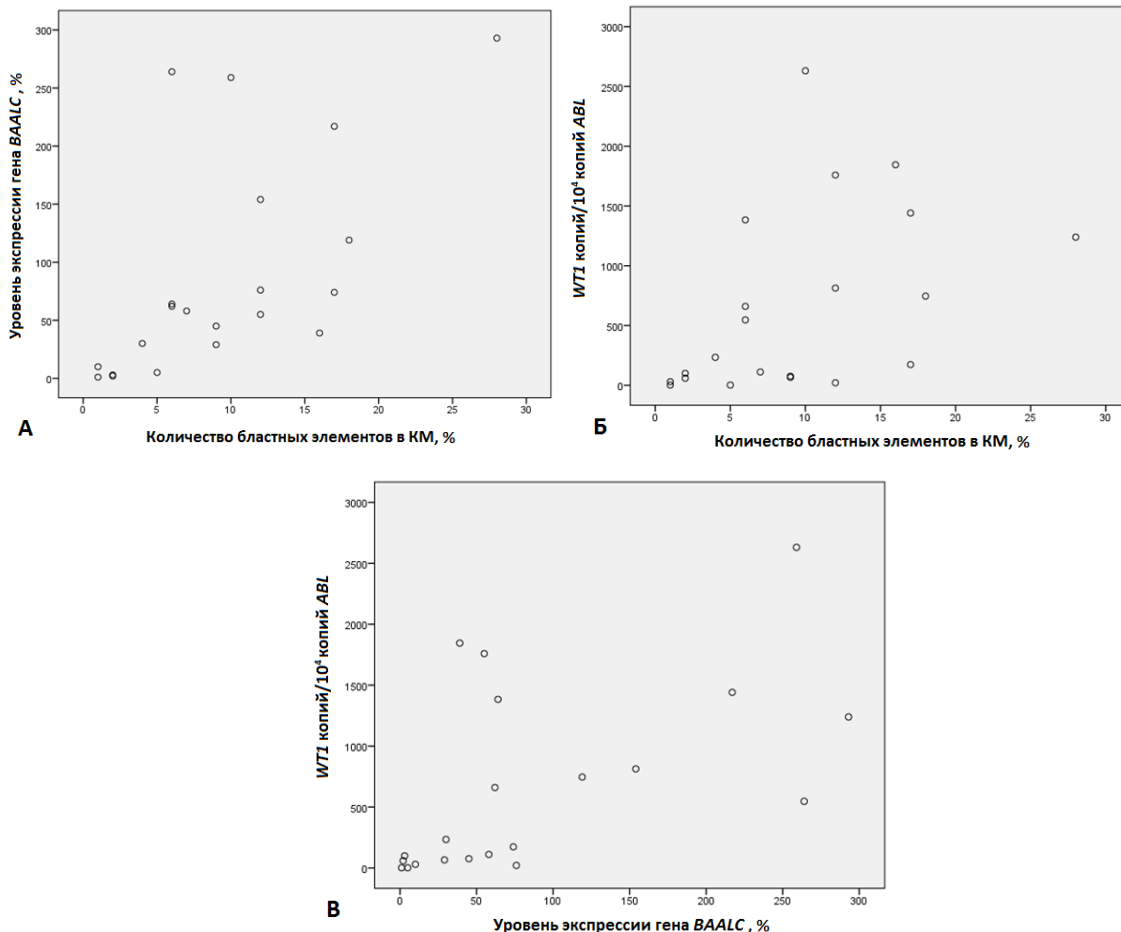 Уровень экспрессии гена BAALC , %
300
250
200
150
100
50
0
0 5 10 15 20 25 30
А
Количество бластных элементов в КМ, %
WT1 копий/10⁴ копий ABL
3000
2500
2000
1500
1000
500
0
0 5 10 15 20 25 30
Б
Количество бластных элементов в КМ, %
WT1 копий/10⁴ копий ABL
3000
2500
2000
1500
1000
500
0
0 50 100 150 200 250 300
В
Уровень экспрессии гена BAALC , %